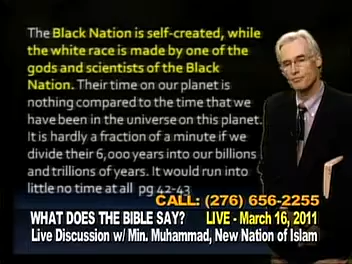 The Black Nation is self-created, while
the white race is made by one of the
gods and scientists of the Black
Nation. Their time on our planet is
nothing compared to the time that we
have been in the universe on this planet.
It is hardly a fraction of a minute if we
divide their 6,000 years into our billions
and trillions of years. It would run into
little no time at all  pg 42-43
CALL: (276) 656-2255
WHAT DOES THE BIBLE SAY? LIVE - March 16, 2011
Live Discussion w/ Min. Muhammad, New Nation of Islam